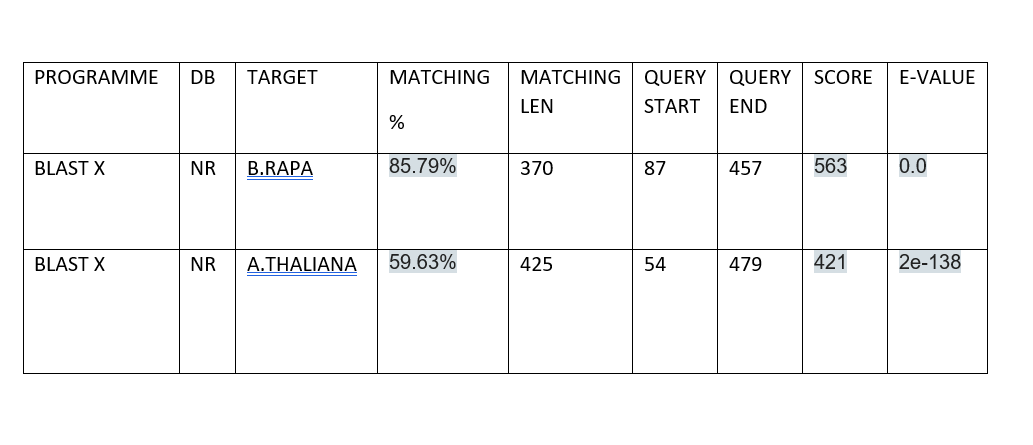 PROGRAMME DB TARGET MATCHING % MATCHING LEN QUERY START QUERY END SCORE E-VALUE
BLAST X NR B.RAPA 85.79% 370 87 457 563 0.0
BLAST X NR A.THALIANA 59.63% 425 54 479 421 2e-138